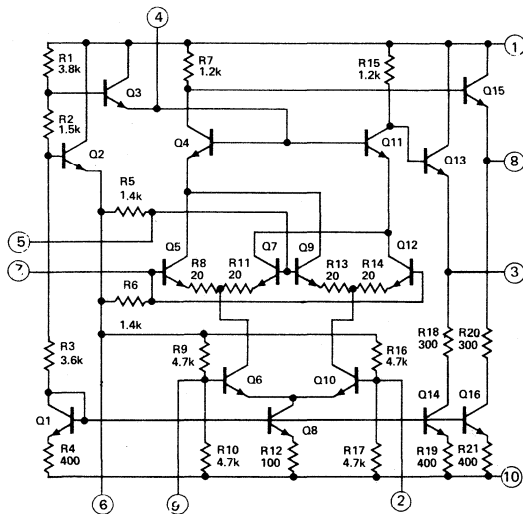 4
R1
3.8k
R7
1.2k
R15
1.2k
1
Q3
Q15
R2
1.5k
Q2
Q4
Q11
Q13
8
R5
1.4k
5
Q5
R8
20
R11
20
Q7
Q9
R13
20
R14
20
Q12
7
R6
1.4k
3
R3
3.6k
R9
4.7k
R16
4.7k
R18
300
R20
300
Q6
Q10
Q1
Q8
Q14
Q16
R4
400
R10
4.7k
R12
100
R17
4.7k
R19
400
R21
400
10
6
9
2